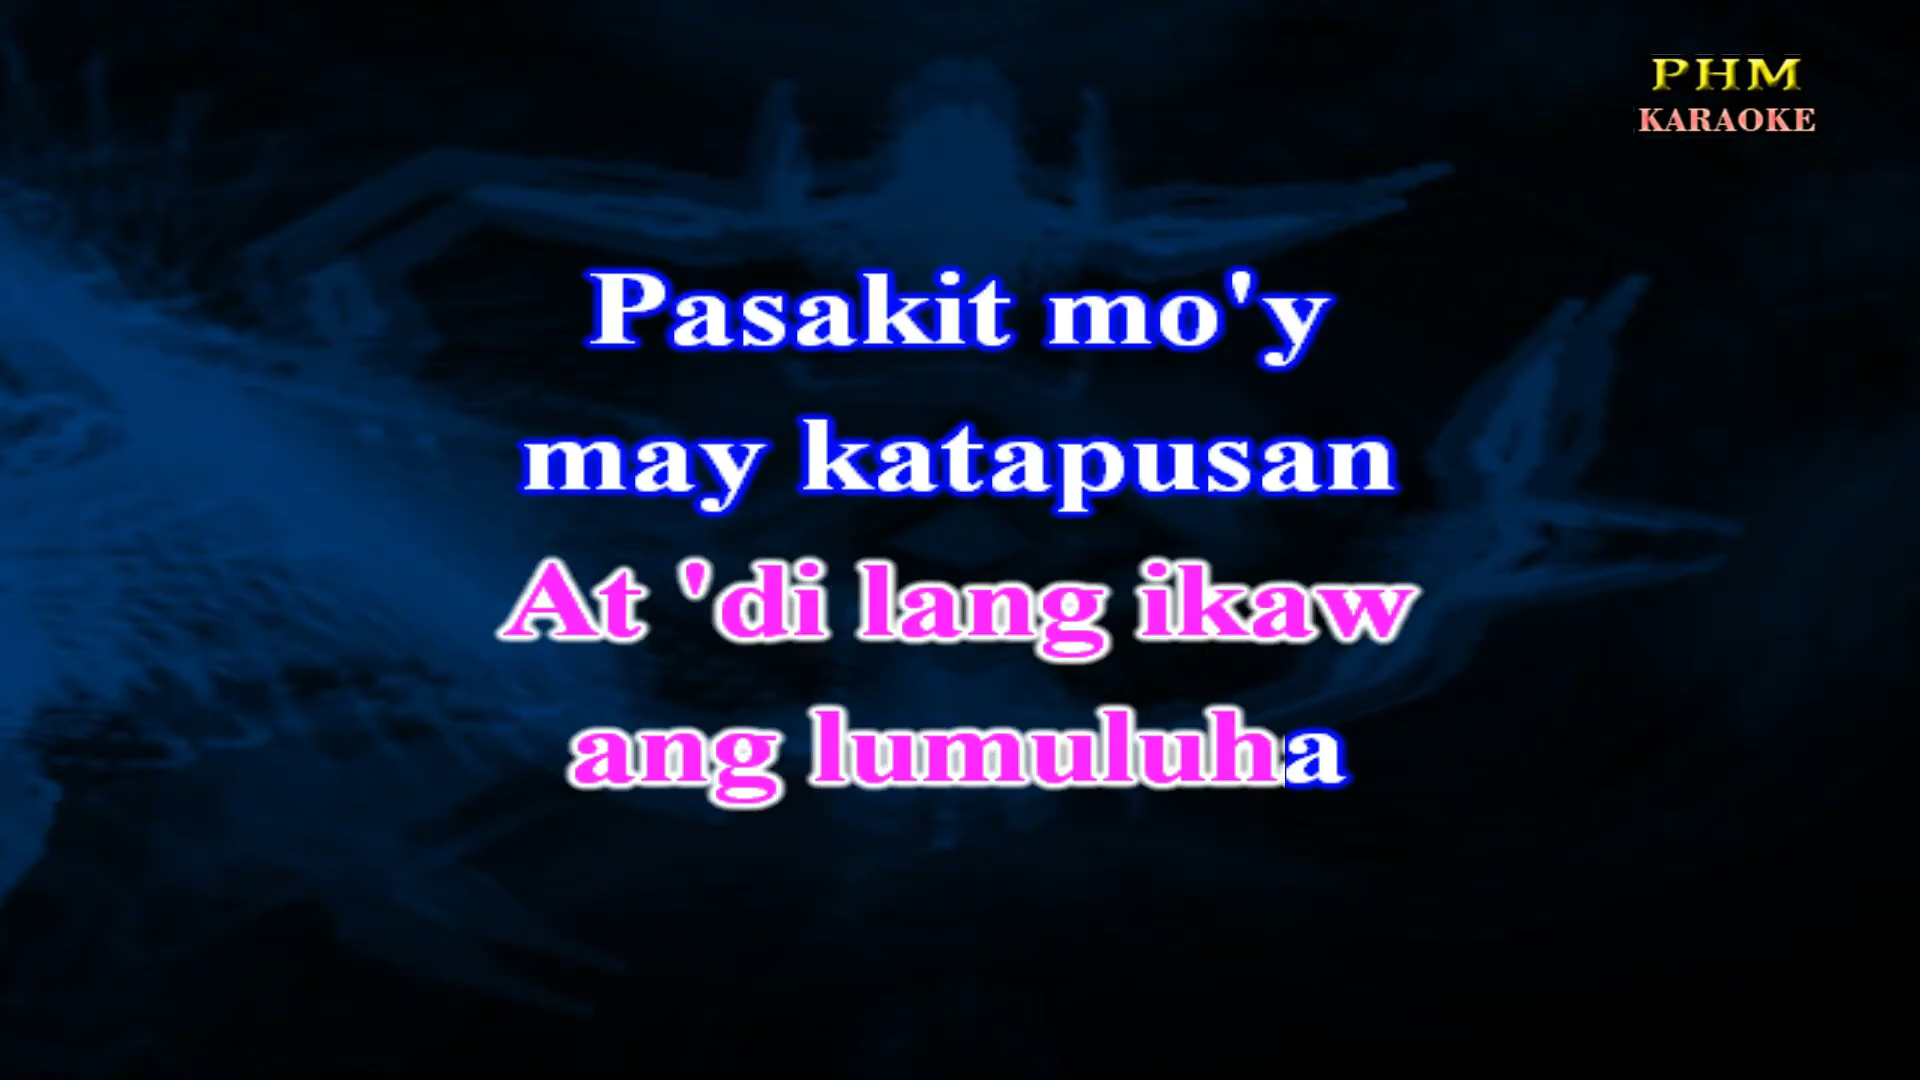 PHM
KARAOKE
Pasakit mo'y
may katapusan
At 'di lang ikaw
ang lumuluha